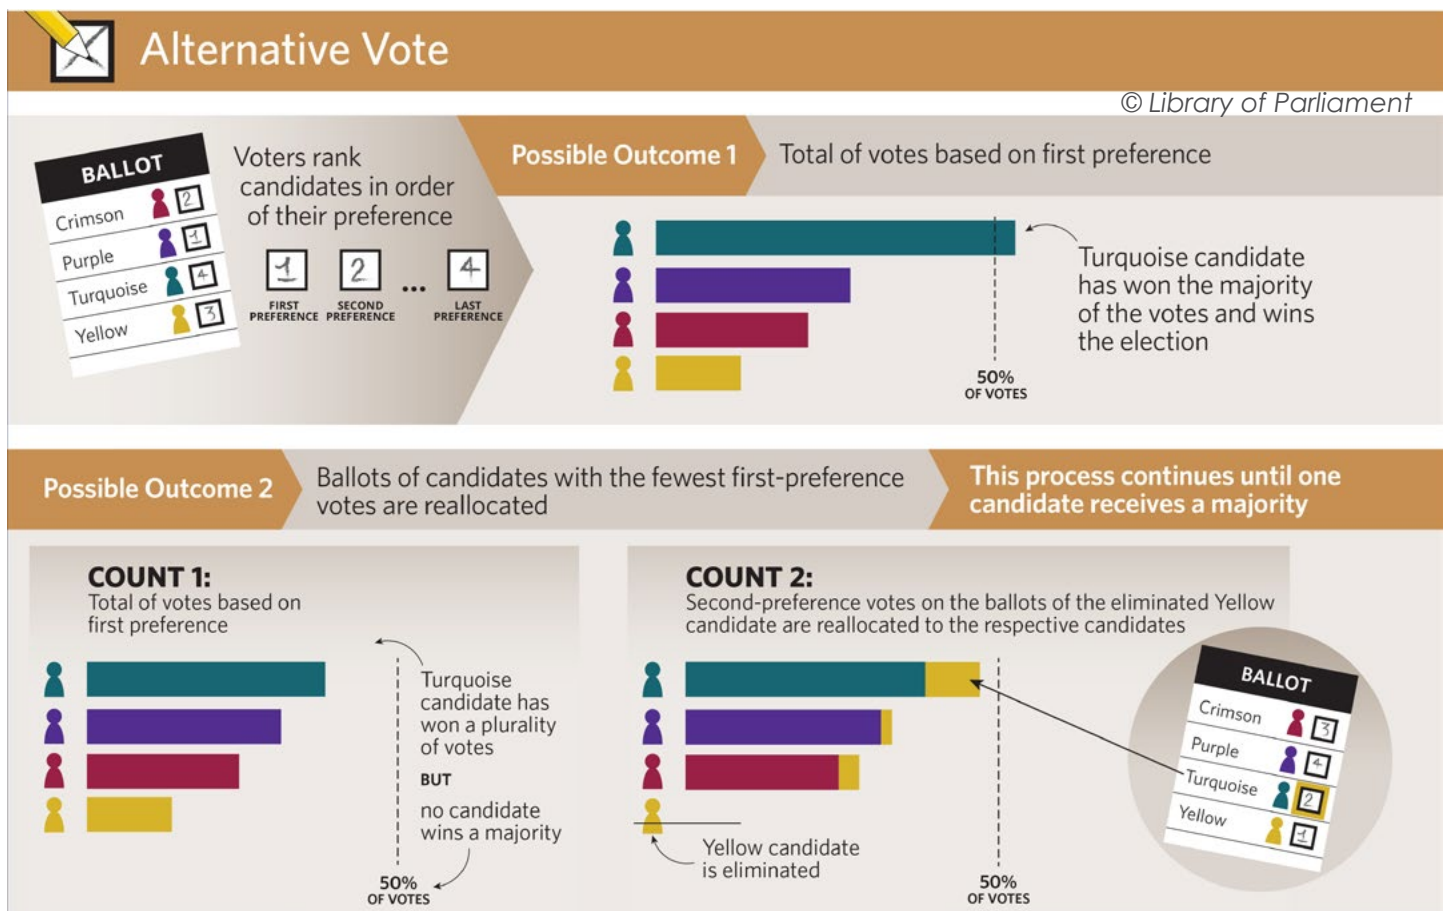 Alternative Vote
© Library of Parliament
BALLOT
Crimson 2
Purple 1
Turquoise 4
Yellow 3
Voters rank
candidates in order
of their preference
1 2 ... 4
FIRST PREFERENCE
SECOND PREFERENCE
LAST PREFERENCE
Possible Outcome 1
Total of votes based on first preference
Turquoise candidate
has won the majority
of the votes and wins
the election
50%
OF VOTES
Possible Outcome 2
Ballots of candidates with the fewest first-preference
votes are reallocated
This process continues until one
candidate receives a majority
COUNT 1:
Total of votes based on
first preference
Turquoise
candidate has
won a plurality
of votes
BUT
no candidate
wins a majority
50%
OF VOTES
COUNT 2:
Second-preference votes on the ballots of the eliminated Yellow
candidate are reallocated to the respective candidates
Yellow candidate
is eliminated
50%
OF VOTES
BALLOT
Crimson 3
Purple 4
Turquoise 2
Yellow 1